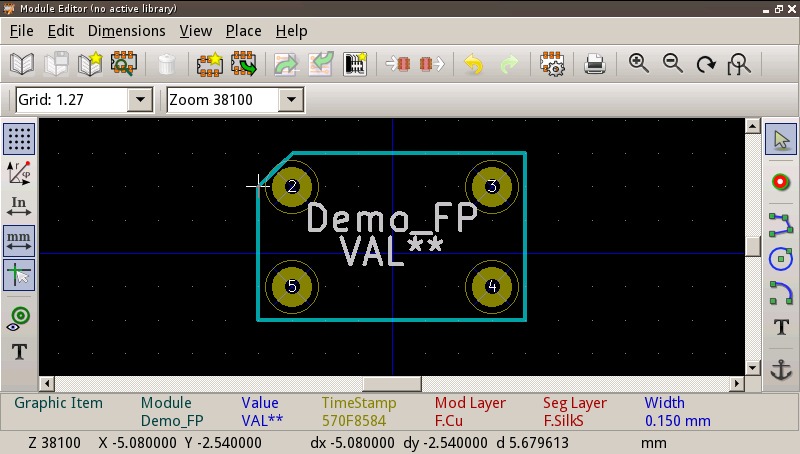 Module Editor (no active library)
File Edit Dimensions View Place Help
Grid: 1.27 Zoom 38100
In
mm
T
T
2 3
Demo_FP
VAL**
5 4
Graphic Item Module Value TimeStamp Mod Layer Seg Layer Width
Demo_FP VAL** 570F8584 F.Cu F.SilkS 0.150 mm
Z 38100 X -5.080000 Y -2.540000 dx -5.080000 dy -2.540000 d 5.679613 mm